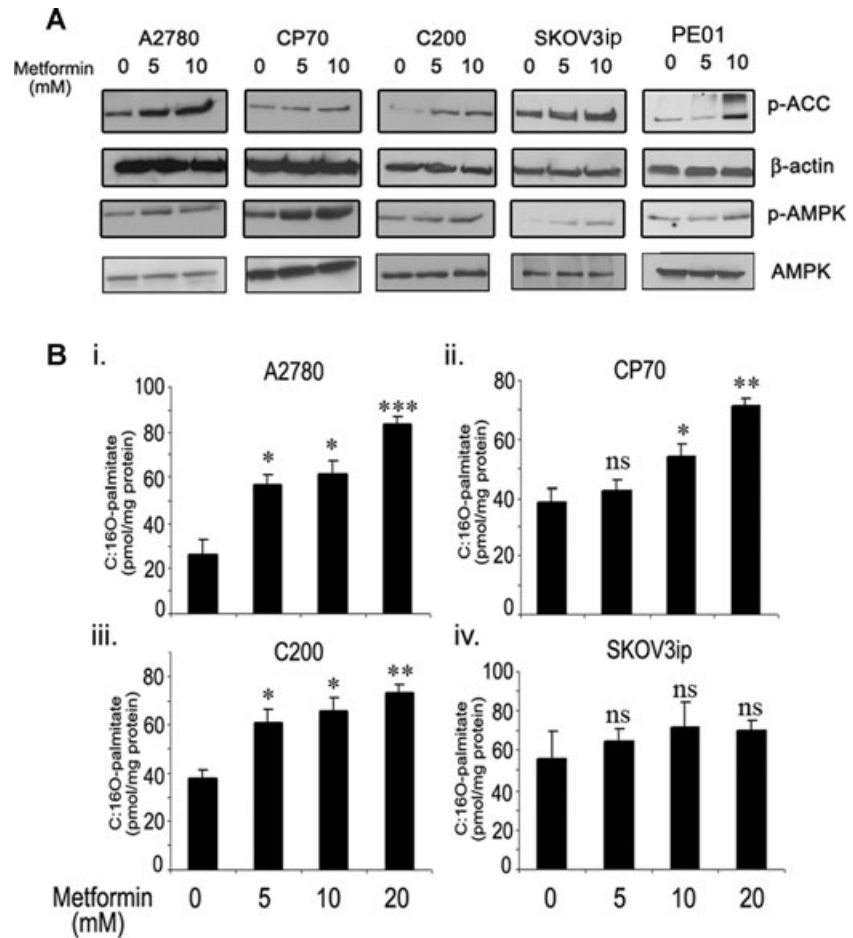 A
A2780 CP70 C200 SKOV3ip PE01
Metformin (mM) 0 5 10 0 5 10 0 5 10 0 5 10 0 5 10
p-ACC
β-actin
p-AMPK
AMPK
B i.
A2780
C:16O-palmitate
(pmol/mg protein)
100
80
60
40
20
0
*
*
***
ii.
CP70
C:16O-palmitate
(pmol/mg protein)
80
60
40
20
0
ns
*
**
iii.
C200
C:16O-palmitate
(pmol/mg protein)
80
60
40
20
0
*
*
**
iv.
SKOV3ip
C:16O-palmitate
(pmol/mg protein)
100
80
60
40
20
0
ns
ns
ns
Metformin
(mM)
0 5 10 20
0 5 10 20